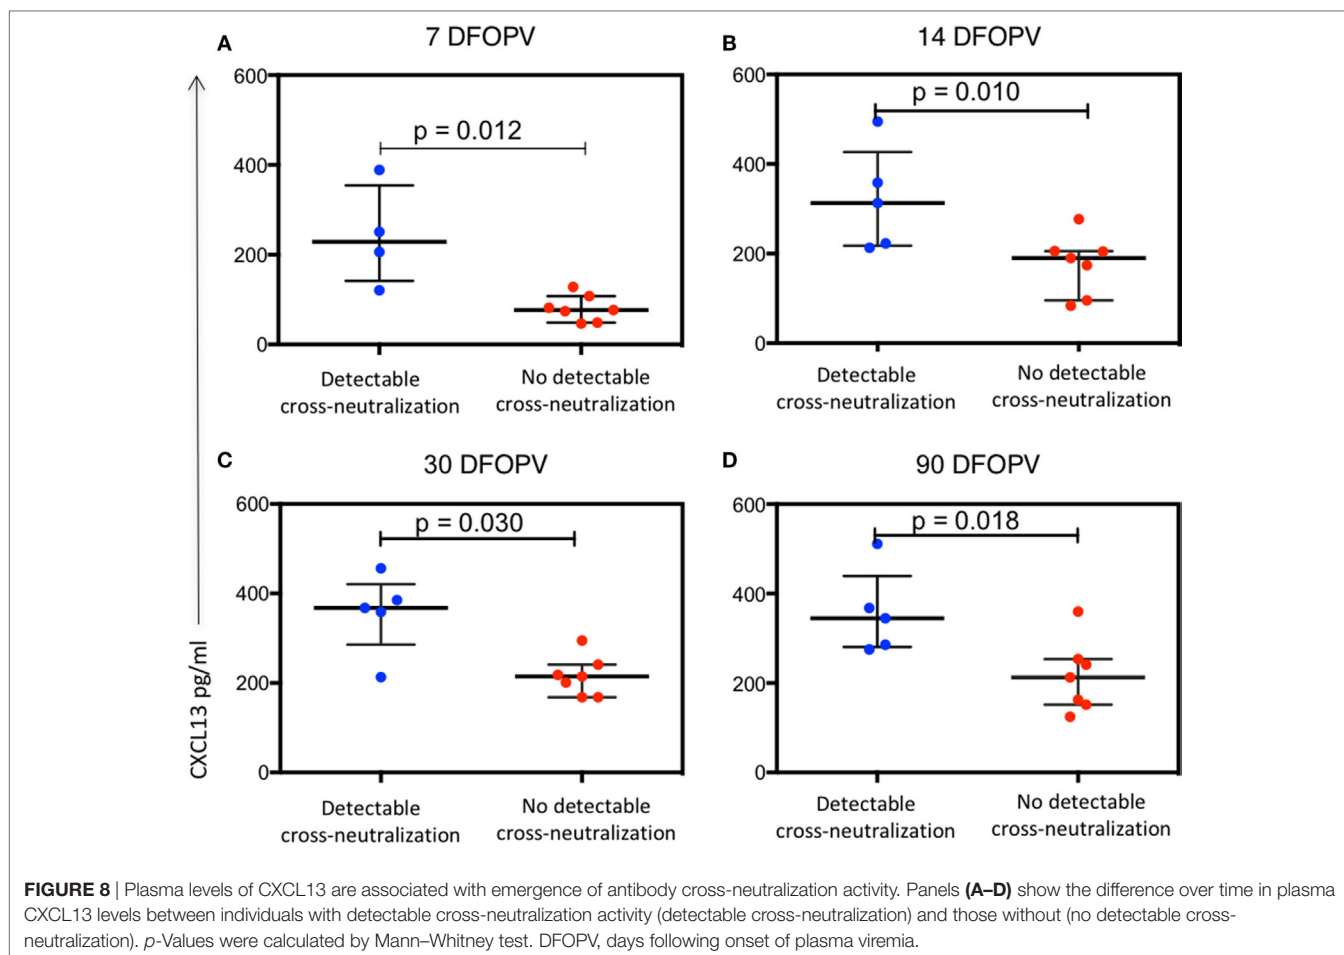 A
7 DFOPV
600
400
200
0
p = 0.012
Detectable
cross-neutralization
No detectable
cross-neutralization
B
14 DFOPV
600
400
200
0
p = 0.010
Detectable
cross-neutralization
No detectable
cross-neutralization
CXCL13 pg/ml
C
30 DFOPV
600
400
200
0
p = 0.030
Detectable
cross-neutralization
No detectable
cross-neutralization
D
90 DFOPV
600
400
200
0
p = 0.018
Detectable
cross-neutralization
No detectable
cross-neutralization
FIGURE 8 | Plasma levels of CXCL13 are associated with emergence of antibody cross-neutralization activity. Panels (A–D) show the difference over time in plasma
CXCL13 levels between individuals with detectable cross-neutralization activity (detectable cross-neutralization) and those without (no detectable cross-
neutralization). p-Values were calculated by Mann–Whitney test. DFOPV, days following onset of plasma viremia.